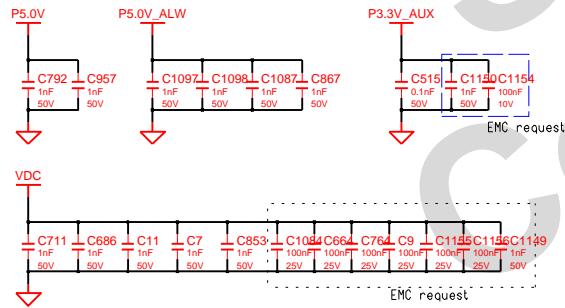 P5.0V P5.0V_ALW P3.3V_AUX
C792 C957 C1097 C1098 C1087 C867 C515 C1150 C1154
1nF 1nF 1nF 1nF 1nF 1nF 0.1nF 1nF 100nF
50V 50V 50V 50V 50V 50V 50V 50V 10V
EMC request
VDC
C711 C686 C11 C7 C853 C1084 C664 C764 C9 C1155 C1156 C1149
1nF 1nF 1nF 1nF 1nF 100nF 100nF 100nF 100nF 100nF 100nF 1nF
50V 50V 50V 50V 50V 25V 25V 25V 25V 25V 25V 50V
EMC request